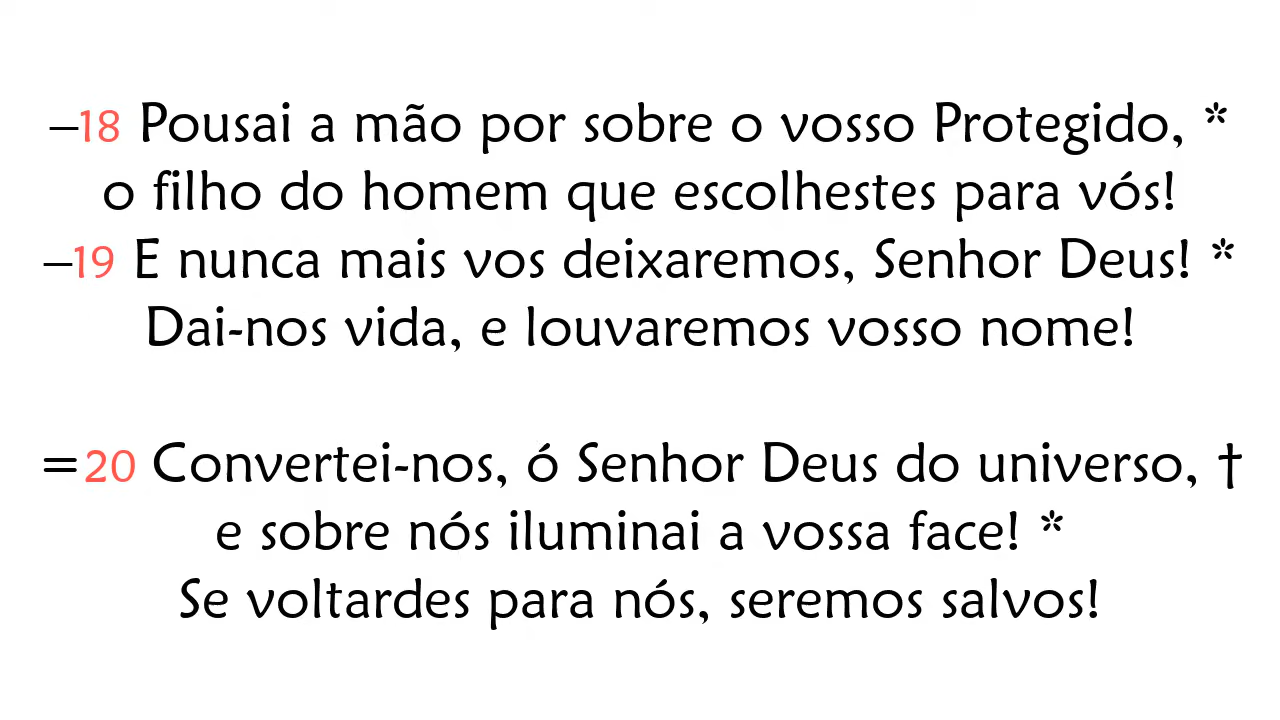 –18 Pousai a mão por sobre o vosso Protegido, *
o filho do homem que escolhestes para vós!
–19 E nunca mais vos deixaremos, Senhor Deus! *
Dai-nos vida, e louvaremos vosso nome!
=20 Convertei-nos, ó Senhor Deus do universo, †
e sobre nós iluminai a vossa face! *
Se voltardes para nós, seremos salvos!